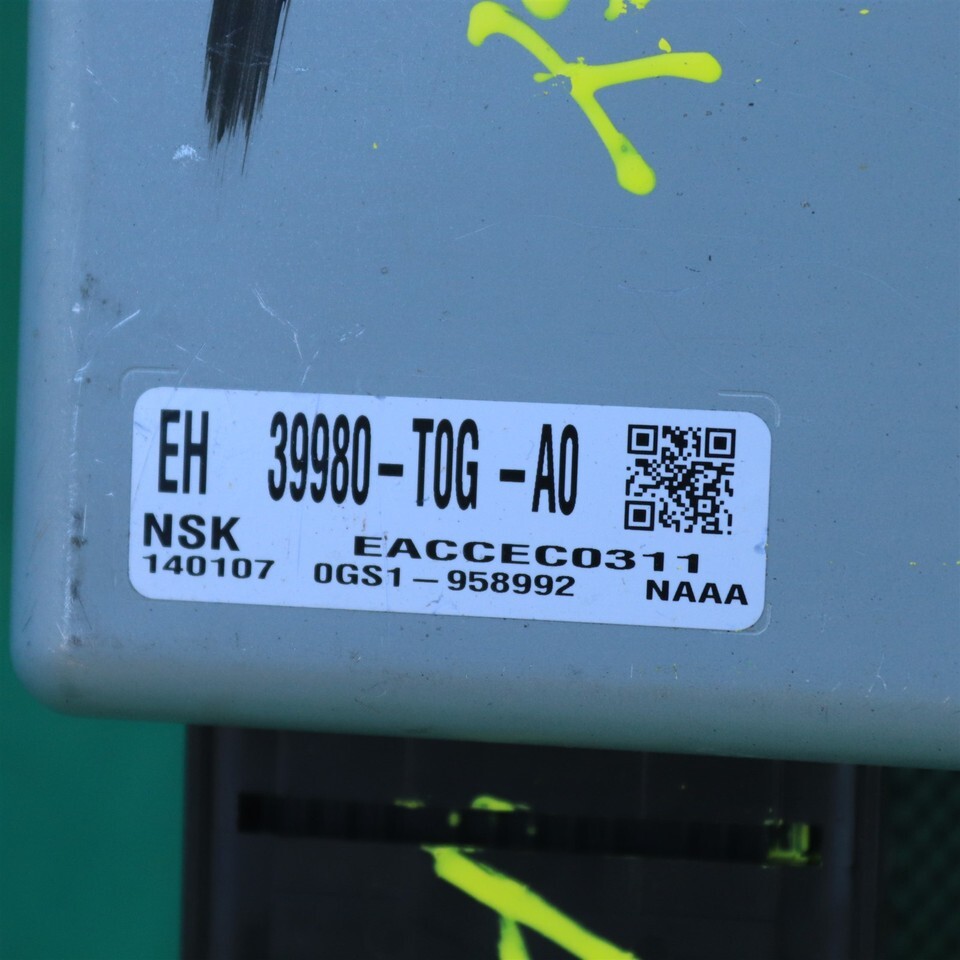 EH 39980-T0G-A0
NSK EACCEC0311
140107 0GS1-958992 NAAA